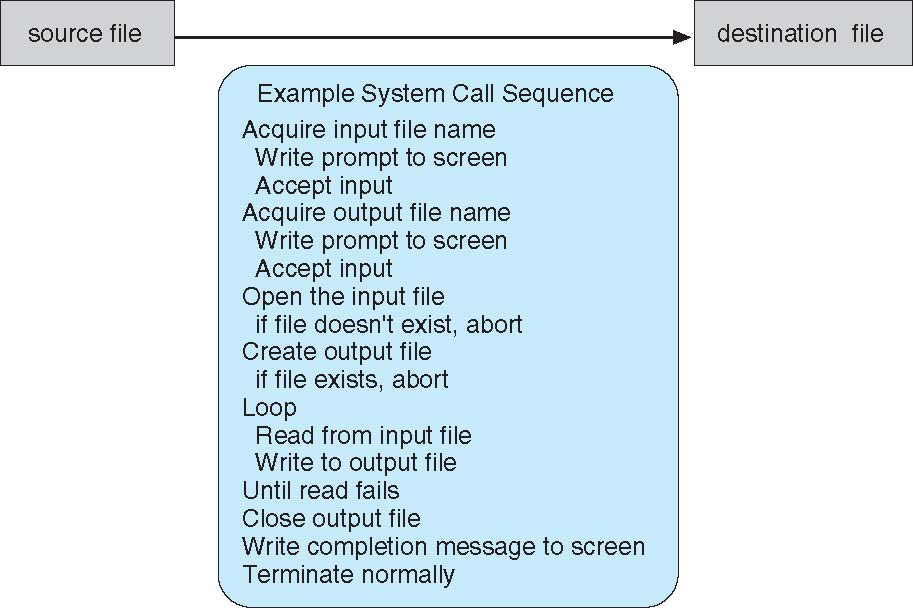 source file
destination file
Example System Call Sequence
Acquire input file name
Write prompt to screen
Accept input
Acquire output file name
Write prompt to screen
Accept input
Open the input file
if file doesn't exist, abort
Create output file
if file exists, abort
Loop
Read from input file
Write to output file
Until read fails
Close output file
Write completion message to screen
Terminate normally